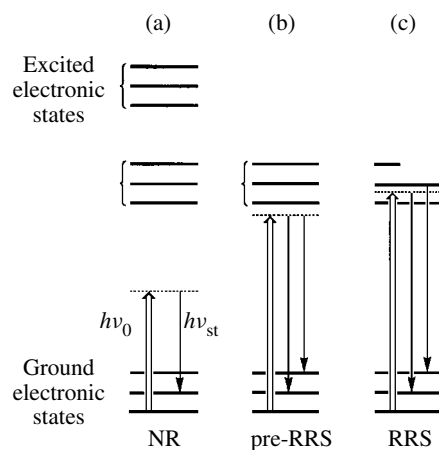 (a) (b) (c)
Excited
electronic
states
hν0 hνst
Ground
electronic
states
NR pre-RRS RRS